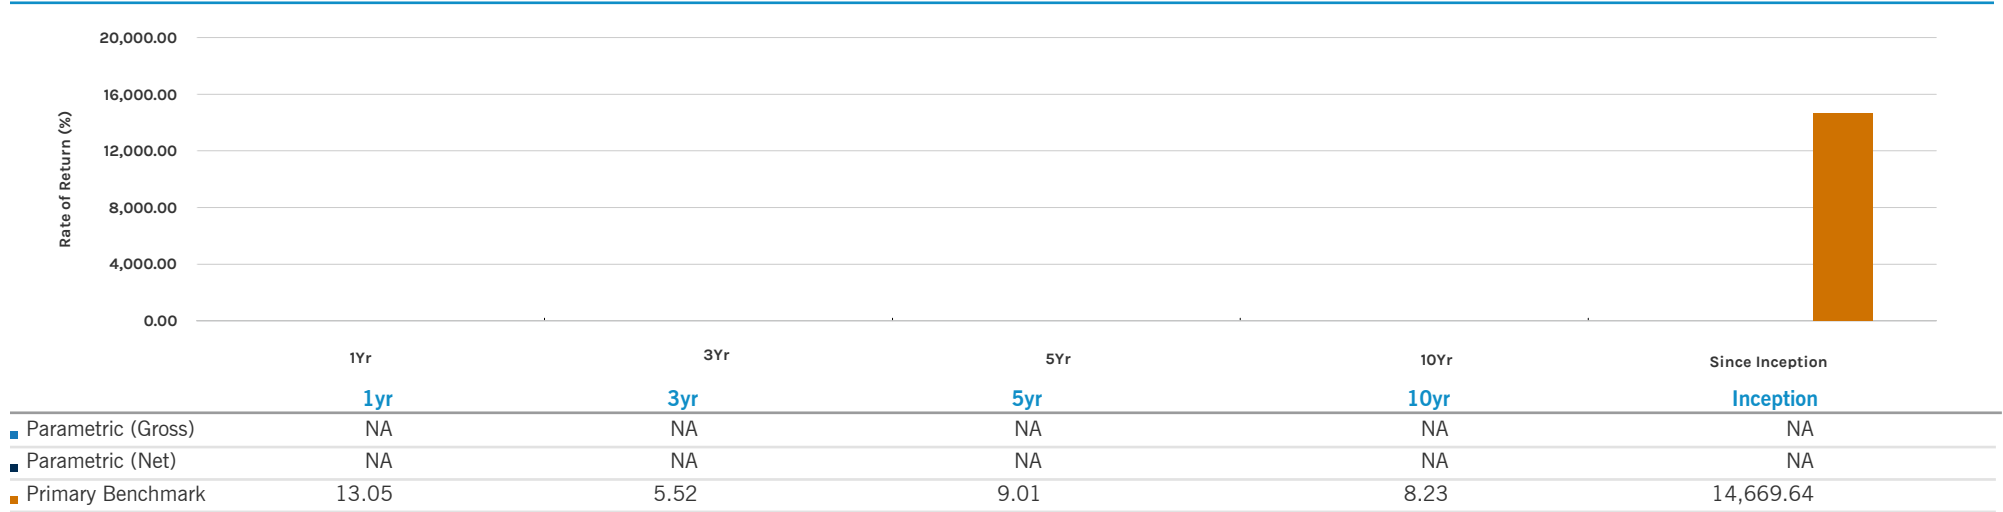 20,000.00
16,000.00
12,000.00
8,000.00
4,000.00
0.00
Rate of Return (%)
1Yr 3Yr 5Yr 10Yr Since Inception
1yr 3yr 5yr 10yr Inception
Parametric (Gross) NA NA NA NA NA
Parametric (Net) NA NA NA NA NA
Primary Benchmark 13.05 5.52 9.01 8.23 14,669.64